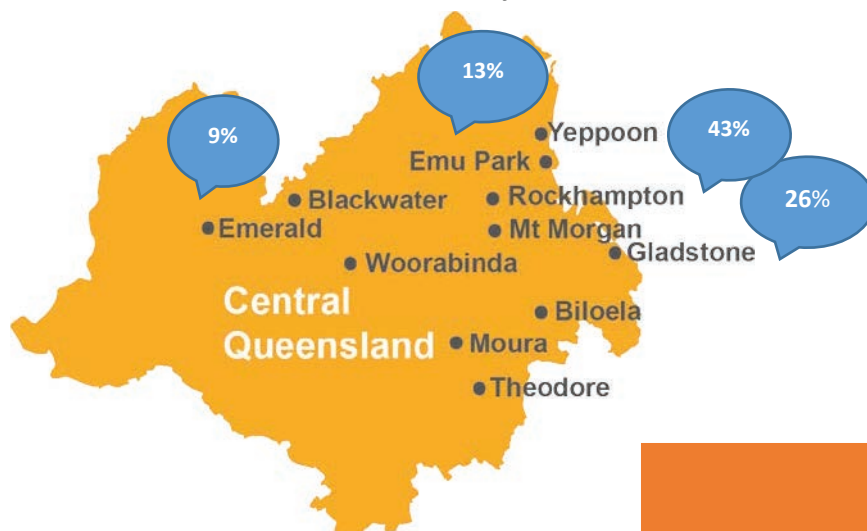 13%
9%
Yeppoon
43%
Emu Park
26%
Blackwater
Rockhampton
Emerald
Mt Morgan
Gladstone
Woorabinda
Central
Queensland
Biloela
Moura
Theodore